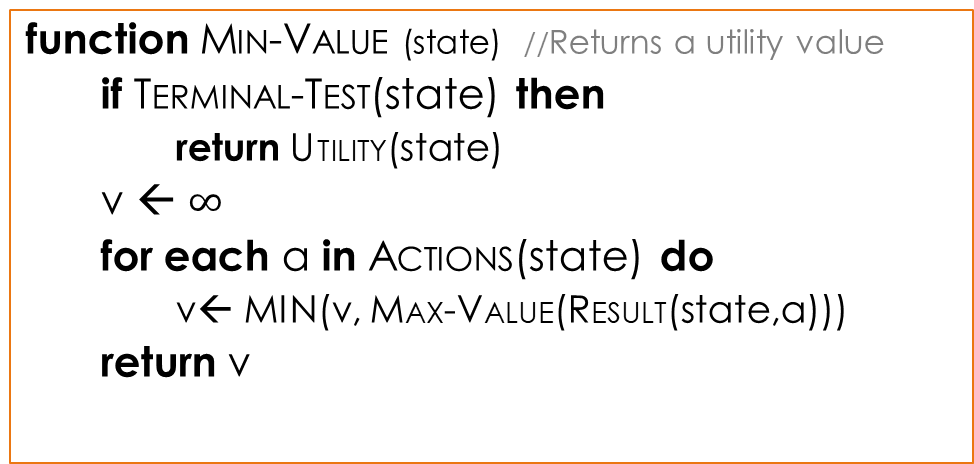 function MIN-VALUE (state) //Returns a utility value
if TERMINAL-TEST(state) then
return UTILITY(state)
v ← ∞
for each a in ACTIONS(state) do
v← MIN(v, MAX-VALUE(RESULT(state,a)))
return v